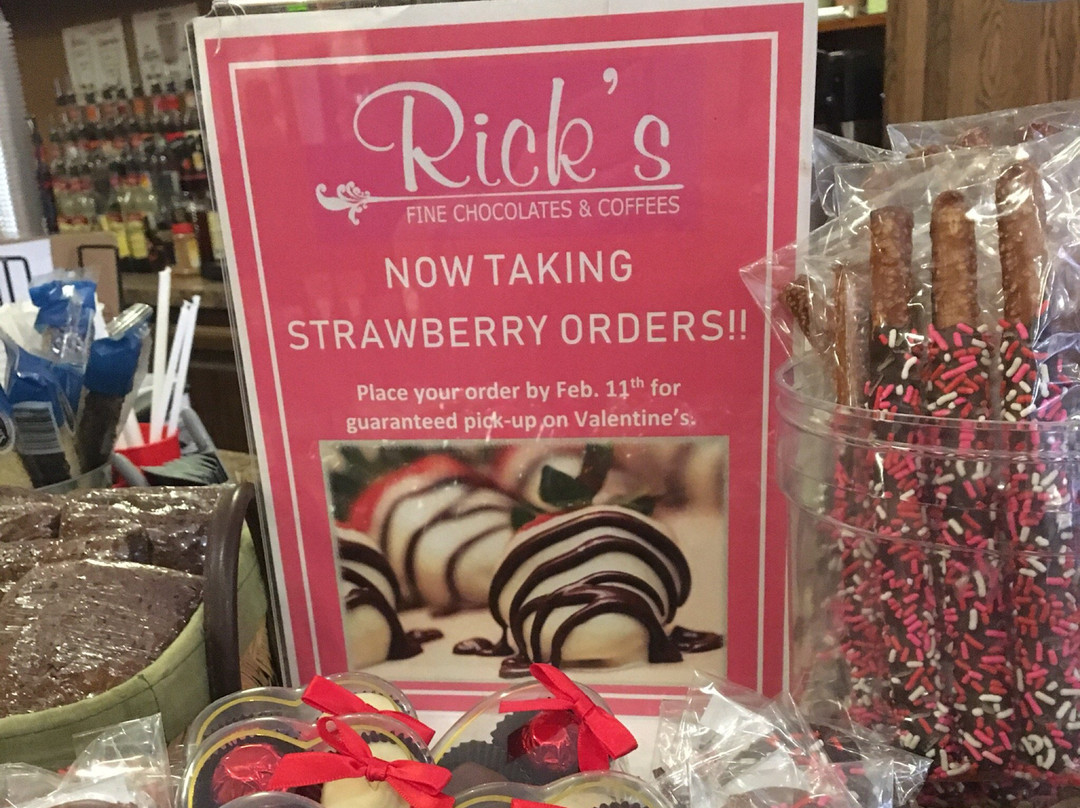 Rick's
FINE CHOCOLATES & COFFEES
NOW TAKING
STRAWBERRY ORDERS!!
Place your order by Feb. 11th for
guaranteed pick-up on Valentine's.